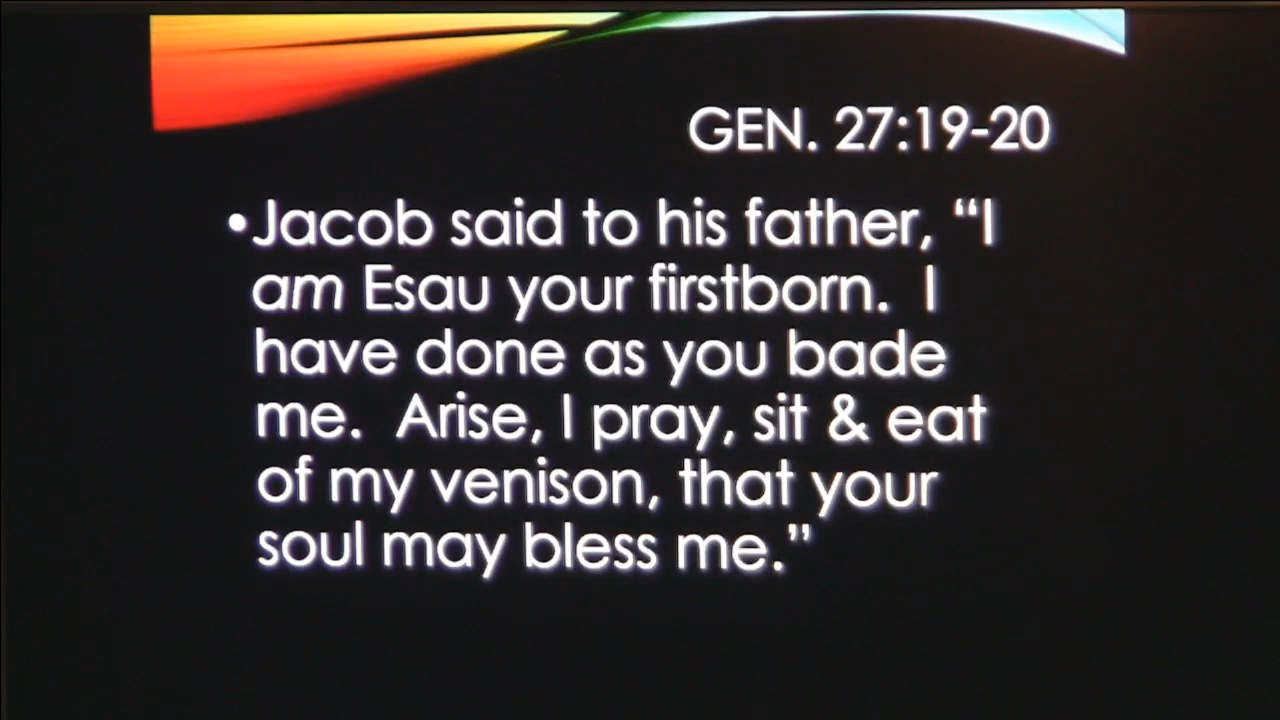 GEN. 27:19-20
•Jacob said to his father, “I
am Esau your firstborn.  I
have done as you bade
me.  Arise, I pray, sit & eat
of my venison, that your
soul may bless me.”